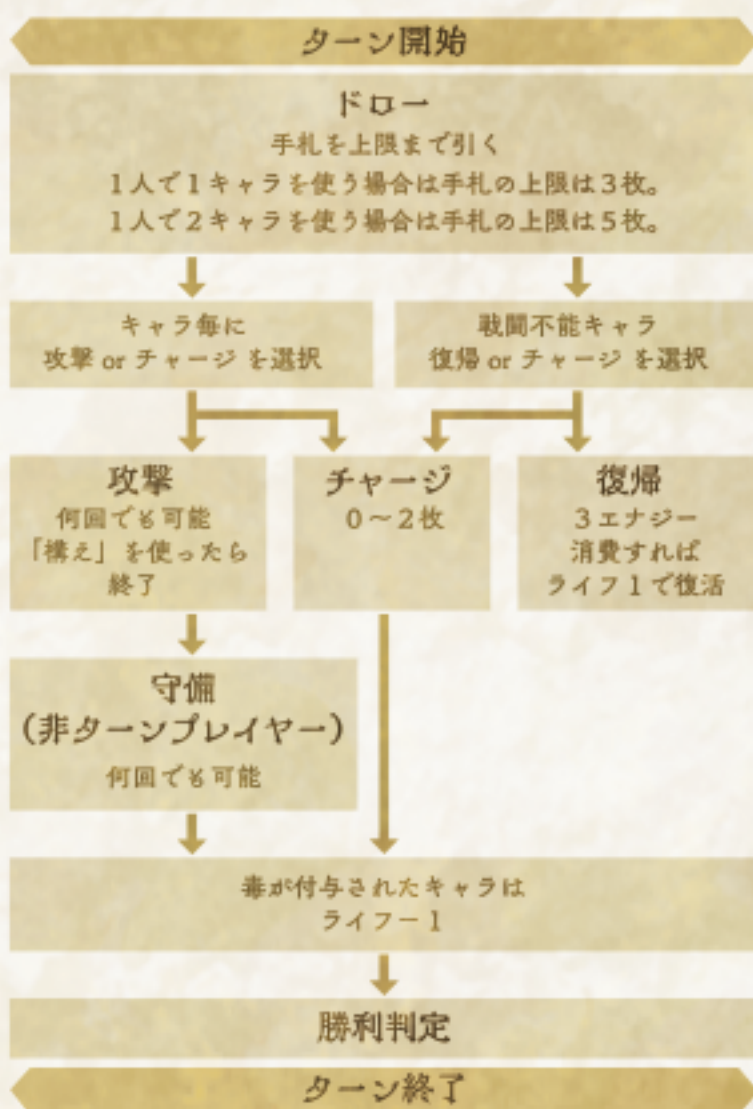 ターン開始
ドロー
手札を上限まで引く
1人で1キャラを使う場合は手札の上限は3枚。
1人で2キャラを使う場合は手札の上限は5枚。
キャラ毎に
攻撃 or チャージ を選択
戦闘不能キャラ
復帰 or チャージ を選択
攻撃
何回でも可能
「構え」を使ったら
終了
チャージ
0〜2枚
復帰
3エナジー
消費すれば
ライフ1で復活
守備
（非ターンプレイヤー）
何回でも可能
毒が付与されたキャラは
ライフー1
勝利判定
ターン終了